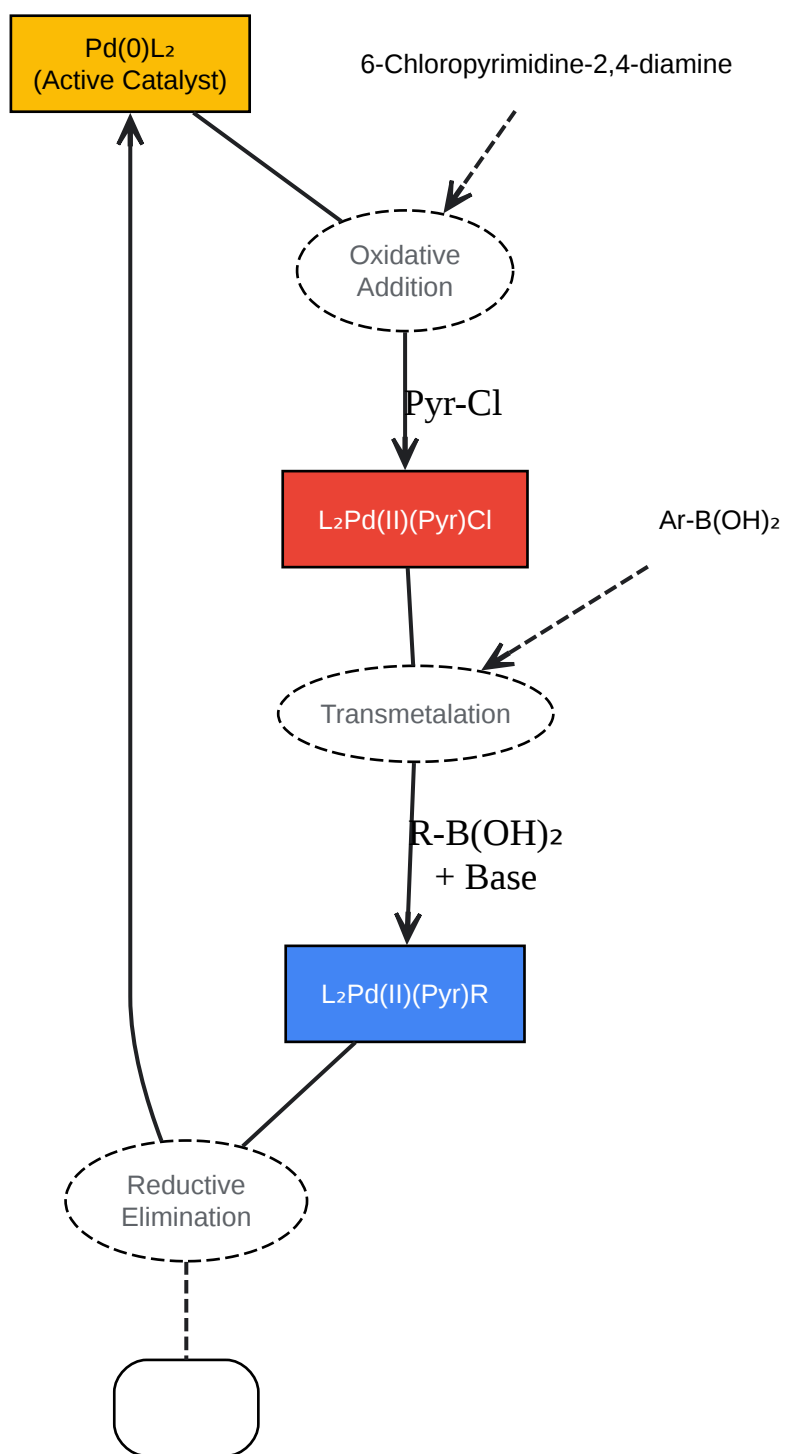 Pd(0)L₂
(Active Catalyst)
6-Chloropyrimidine-2,4-diamine
Oxidative
Addition
Pyr-Cl
L₂Pd(II)(Pyr)Cl
Ar-B(OH)₂
Transmetalation
R-B(OH)₂
+ Base
L₂Pd(II)(Pyr)R
Reductive
Elimination